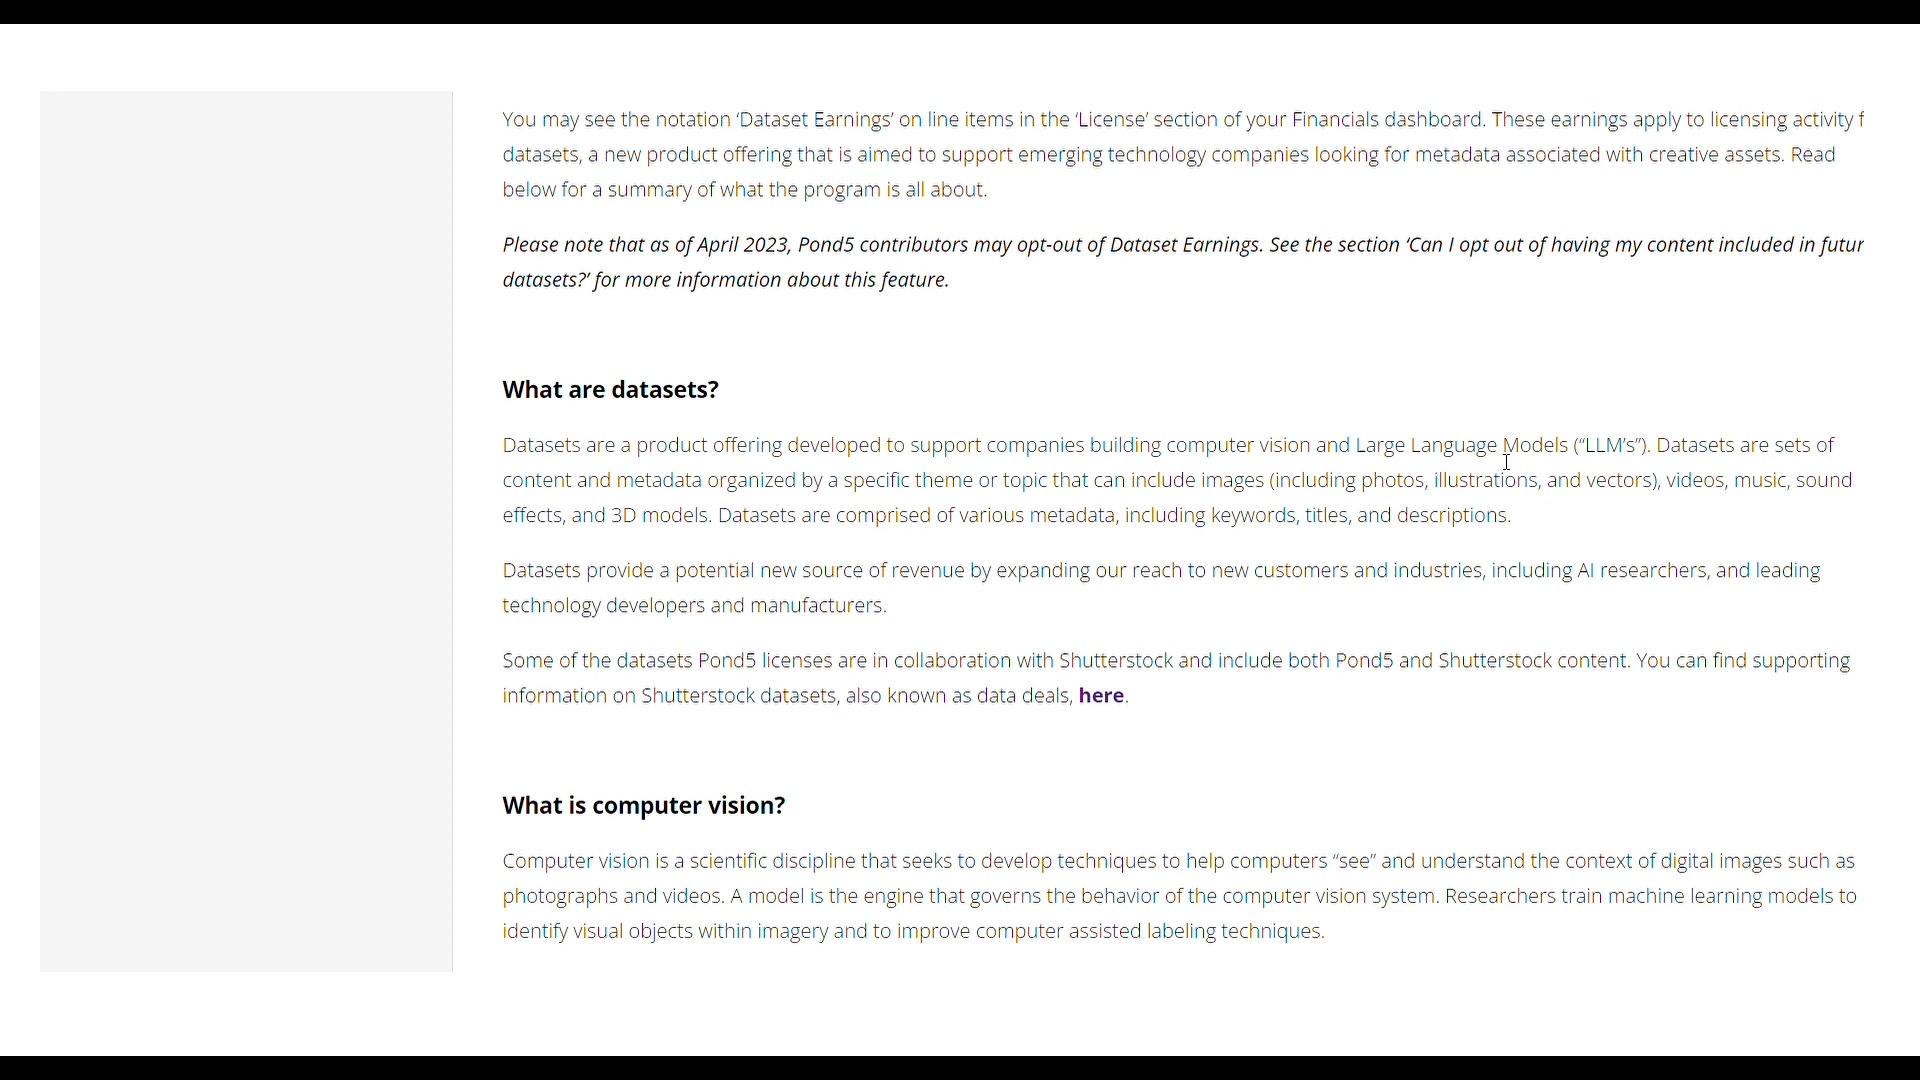 You may see the notation ‘Dataset Earnings’ on line items in the ‘License’ section of your Financials dashboard. These earnings apply to licensing activity f
datasets, a new product offering that is aimed to support emerging technology companies looking for metadata associated with creative assets. Read
below for a summary of what the program is all about.
Please note that as of April 2023, Pond5 contributors may opt-out of Dataset Earnings. See the section ‘Can I opt out of having my content included in futur
datasets?’ for more information about this feature.
What are datasets?
Datasets are a product offering developed to support companies building computer vision and Large Language Models (“LLM’s”). Datasets are sets of
content and metadata organized by a specific theme or topic that can include images (including photos, illustrations, and vectors), videos, music, sound
effects, and 3D models. Datasets are comprised of various metadata, including keywords, titles, and descriptions.
Datasets provide a potential new source of revenue by expanding our reach to new customers and industries, including AI researchers, and leading
technology developers and manufacturers.
Some of the datasets Pond5 licenses are in collaboration with Shutterstock and include both Pond5 and Shutterstock content. You can find supporting
information on Shutterstock datasets, also known as data deals, here.
What is computer vision?
Computer vision is a scientific discipline that seeks to develop techniques to help computers “see” and understand the context of digital images such as
photographs and videos. A model is the engine that governs the behavior of the computer vision system. Researchers train machine learning models to
identify visual objects within imagery and to improve computer assisted labeling techniques.